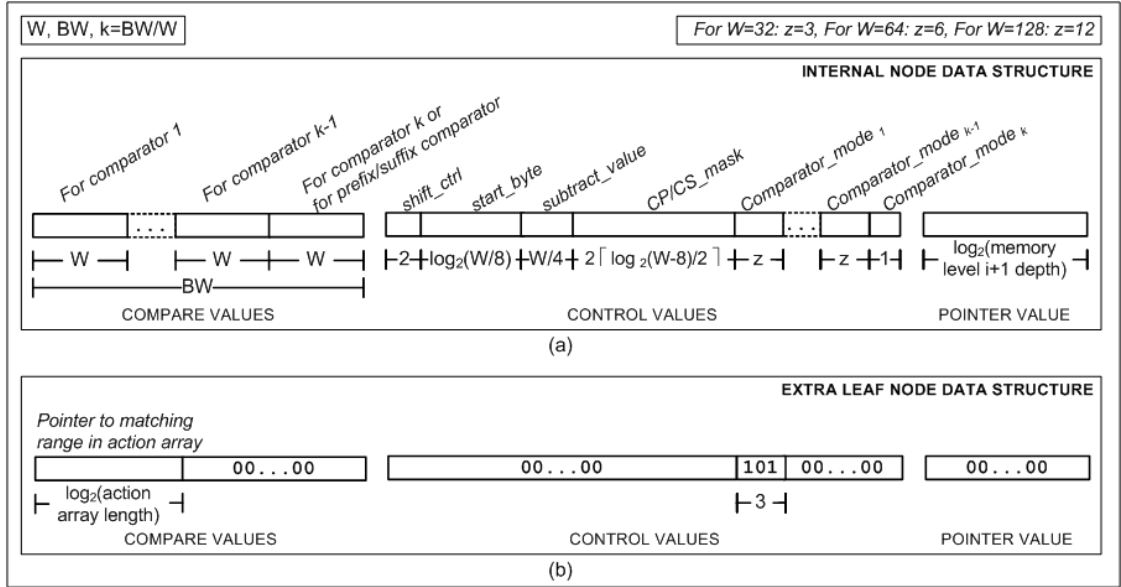 W, BW, k=BW/W
For W=32: z=3, For W=64: z=6, For W=128: z=12
INTERNAL NODE DATA STRUCTURE
For comparator 1
For comparator k-1
For comparator k or
for prefix/suffix comparator
shift_ctrl
start_byte
subtract_value
CP/CS_mask
Comparator_mode 1
Comparator_mode k-1
Comparator_mode k
...
...
W
W
W
2
log2(W/8)
W/4
2⌈log 2(W-8)/2⌉
z
z
1
log2(memory
level i+1 depth)
BW
COMPARE VALUES
CONTROL VALUES
POINTER VALUE
(a)
EXTRA LEAF NODE DATA STRUCTURE
Pointer to matching
range in action array
00...00
00...00
101
00...00
00...00
log2(action
array length)
3
COMPARE VALUES
CONTROL VALUES
POINTER VALUE
(b)